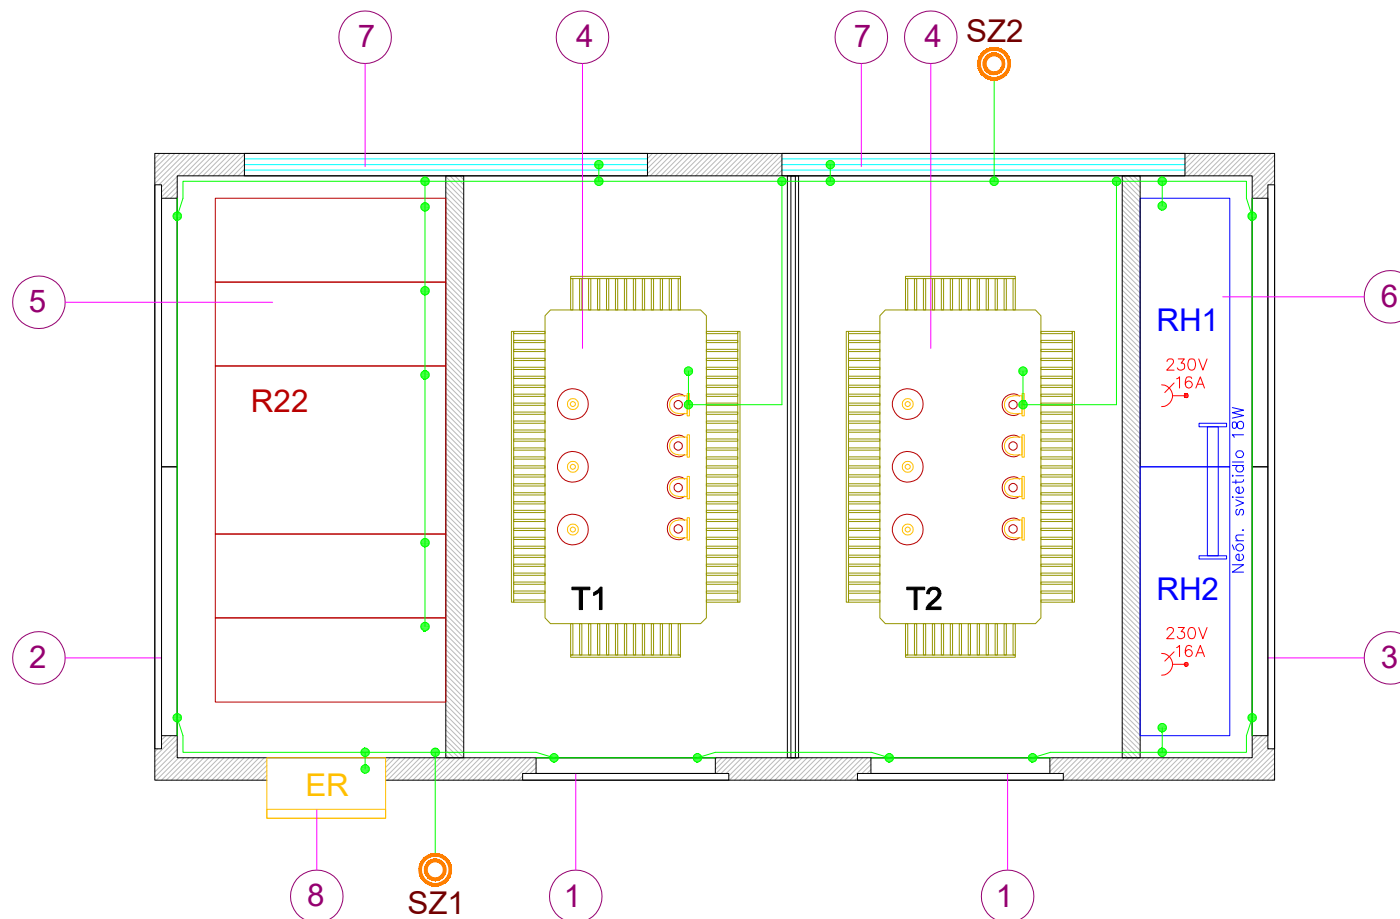 7
4
7
4
SZ2
5
6
RH1
230V
16A
R22
Neón. svietidlo 18W
T1
T2
RH2
230V
16A
2
3
ER
8
SZ1
1
1